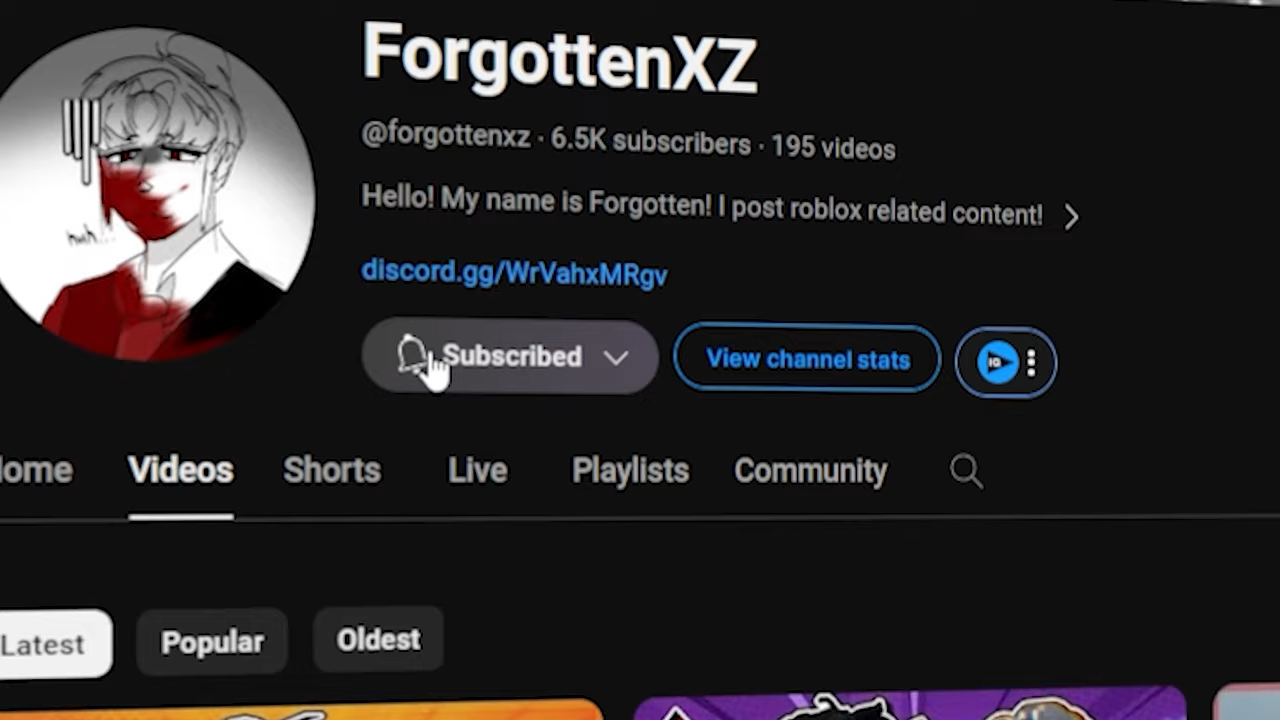 ForgottenXZ
@forgottenxz · 6.5K subscribers · 195 videos
Hello! My name is Forgotten! I post roblox related content!
discord.gg/WrVahxMRgv
Subscribed
View channel stats
IQ
ome Videos Shorts Live Playlists Community
Latest Popular Oldest